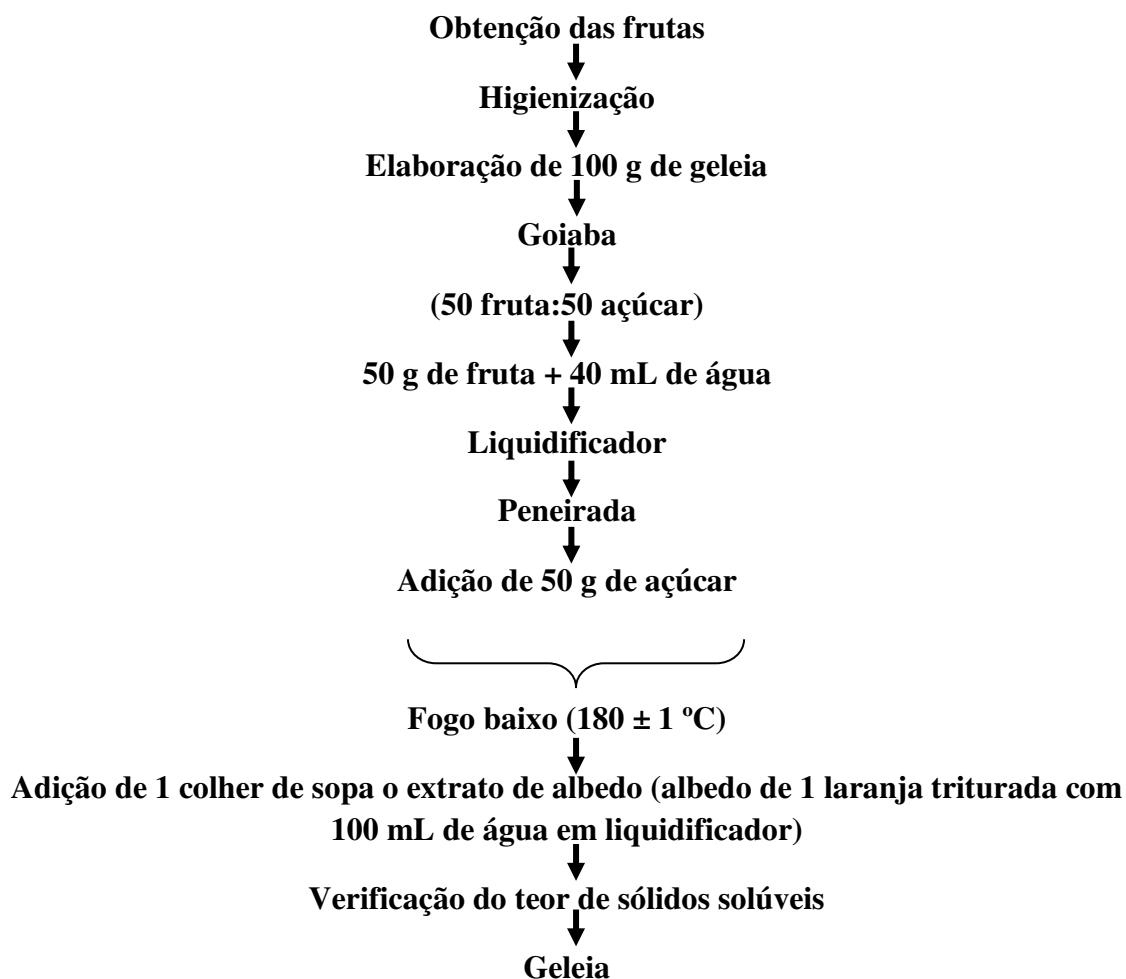 Obtenção das frutas
Higienização
Elaboração de 100 g de geleia
Goiaba
(50 fruta:50 açúcar)
50 g de fruta + 40 mL de água
Liquidificador
Peneirada
Adição de 50 g de açúcar
Fogo baixo (180 ± 1 ºC)
Adição de 1 colher de sopa o extrato de albedo (albedo de 1 laranja triturada com
100 mL de água em liquidificador)
Verificação do teor de sólidos solúveis
Geleia